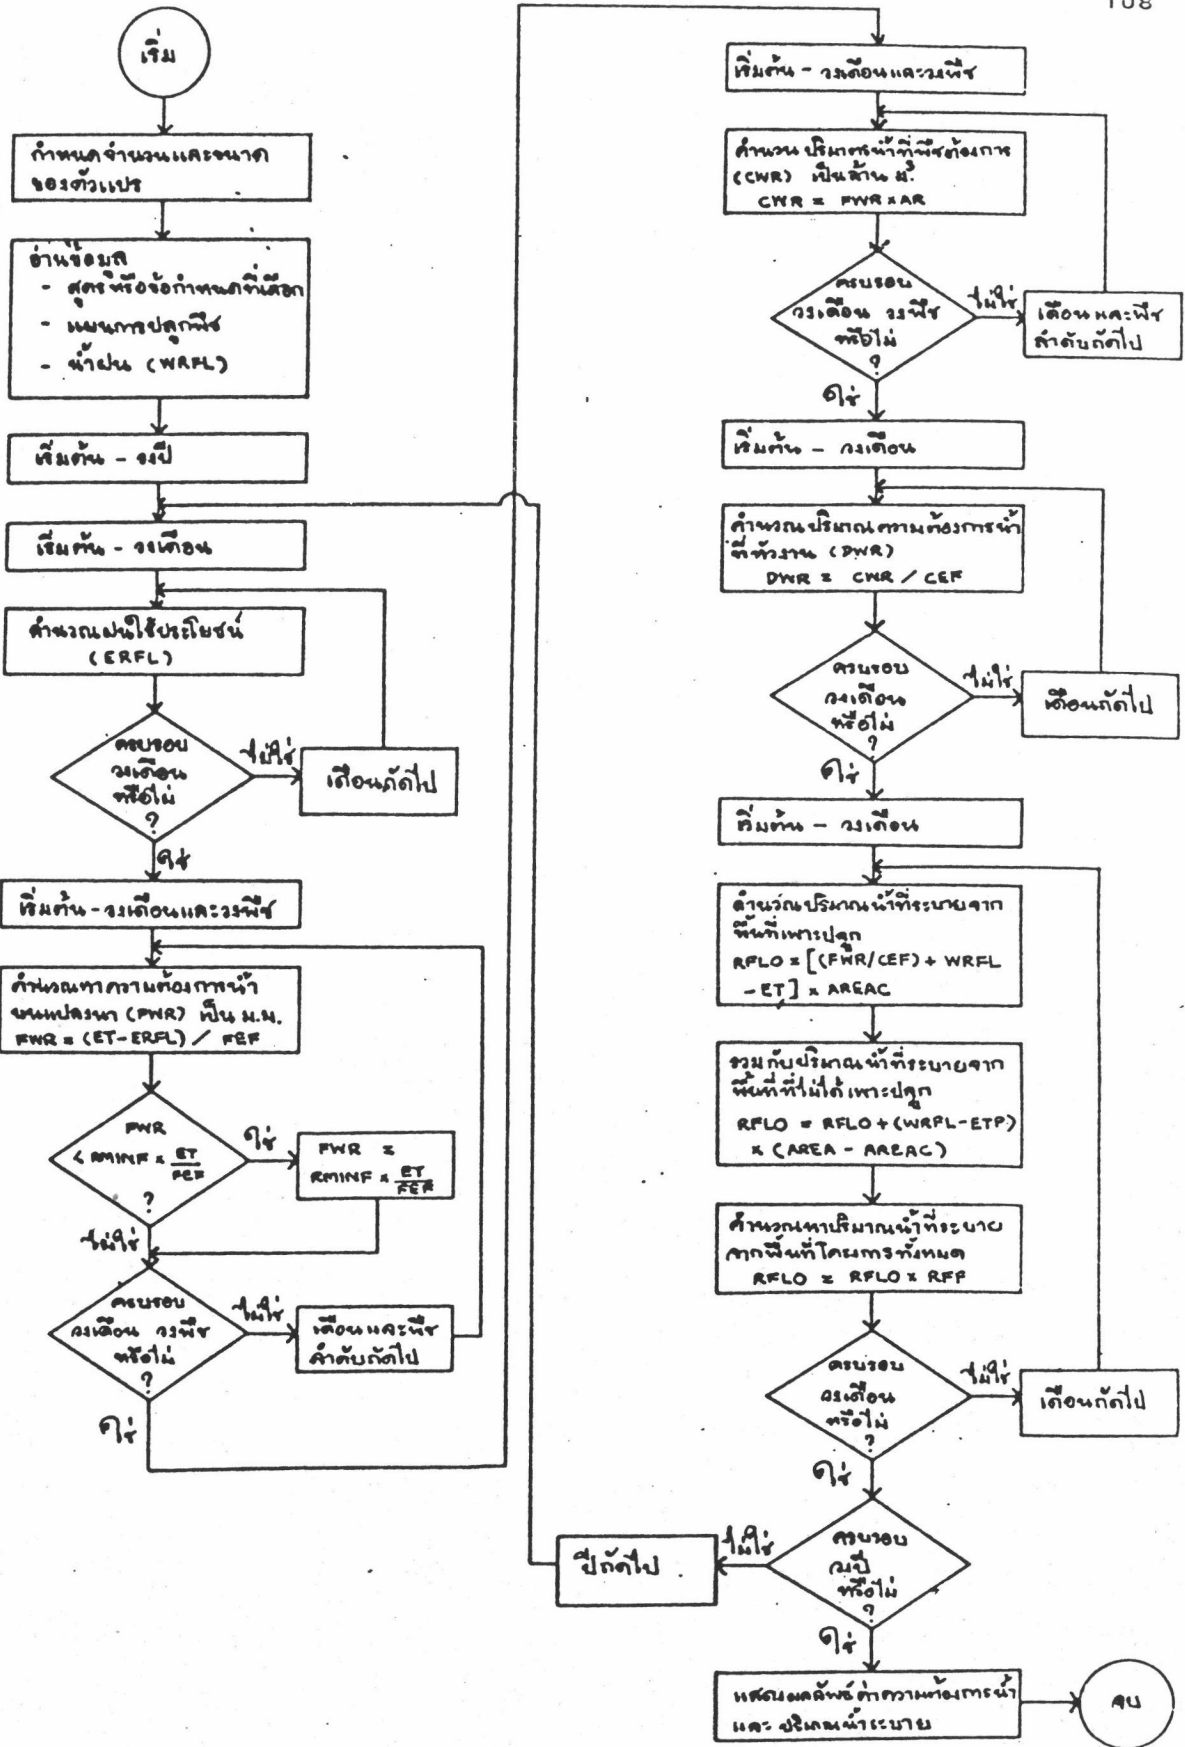 108
เริ่ม
กำหนดจำนวนและขนาด
ของตัวแปร
อ่านข้อมูล
- สูตรหรือข้อกำหนดที่เลือก
- แผนการปลูกพืช
- น้ำฝน (WRFL)
เริ่มต้น - วงปี
เริ่มต้น - วงเดือน
คำนวณฝนใช้ประโยชน์
(ERFL)
ครบรอบ
วงเดือน
หรือไม่
?
ไม่ใช่
เดือนถัดไป
ใช่
เริ่มต้น - วงเดือนและวงพืช
คำนวณหาความต้องการน้ำ
บนแปลงนา (FWR) เป็น ม.ม.
FWR = (ET-ERFL) / FEF
FWR
< RMINF × ET/FEF
?
ใช่
FWR =
RMINF × ET/FEF
ไม่ใช่
ครบรอบ
วงเดือน วงพืช
หรือไม่
?
ไม่ใช่
เดือนและพืช
ลำดับถัดไป
ใช่
เริ่มต้น - วงเดือนและวงพืช
คำนวนปริมาตรน้ำที่พืชต้องการ
(CWR) เป็นล้าน ม.³
CWR = FWR × AR
ครบรอบ
วงเดือน วงพืช
หรือไม่
?
ไม่ใช่
เดือนและพืช
ลำดับถัดไป
ใช่
เริ่มต้น - วงเดือน
คำนวณปริมาณความต้องการน้ำ
ที่หัวงาน (DWR)
DWR = CWR / CEF
ครบรอบ
วงเดือน
หรือไม่
?
ไม่ใช่
เดือนถัดไป
ใช่
เริ่มต้น - วงเดือน
คำนวณปริมาณน้ำที่ระบายจาก
พื้นที่เพาะปลูก
RFLO = [(FWR/CEF) + WRFL
- ET] × AREAC
รวมกับปริมาณน้ำที่ระบายจาก
พื้นที่ที่ไม่ได้เพาะปลูก
RFLO = RFLO + (WRFL-ETP)
× (AREA - AREAC)
คำนวณหาปริมาณน้ำที่ระบาย
จากพื้นที่โครงการทั้งหมด
RFLO = RFLO × RFF
ครบรอบ
วงเดือน
หรือไม่
?
ไม่ใช่
เดือนถัดไป
ใช่
ครบรอบ
วงปี
หรือไม่
?
ไม่ใช่
ปีถัดไป
ใช่
แสดงผลลัพธ์ค่าความต้องการน้ำ
และ ปริมาณน้ำระบาย
จบ